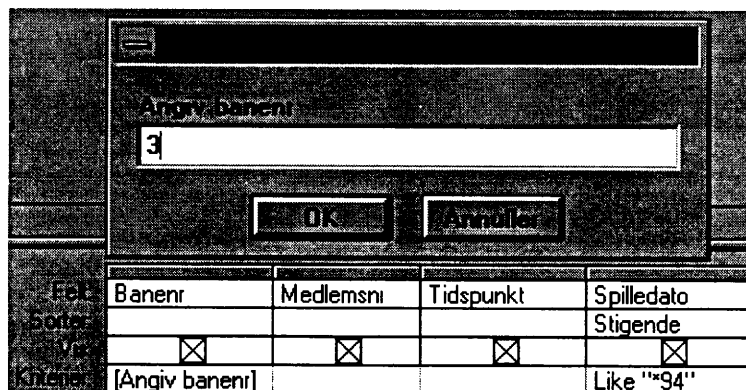 Angiv banenr
3
OK Annuller
Felt: Banenr Medlemsnr Tidspunkt Spilledato
Sorter: Stigende
Vis:
Kriterier: [Angiv banenr] Like "*94"